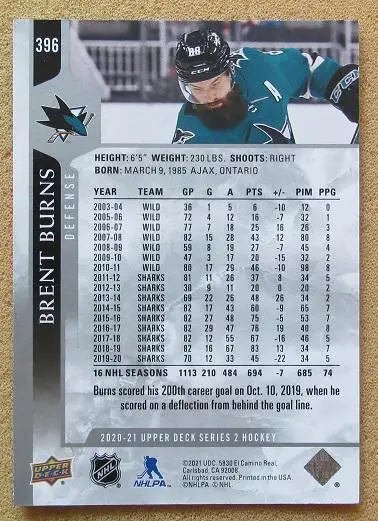 396
88
A
CCM
BRENT BURNS
DEFENSE
HEIGHT: 6'5" WEIGHT: 230 LBS. SHOOTS: RIGHT
BORN: MARCH 9, 1985 AJAX, ONTARIO
YEAR TEAM GP G A PTS +/- PIM PPG
2003-04 WILD 36 1 5 6 -10 12 0
2005-06 WILD 72 4 12 16 -7 32 1
2006-07 WILD 77 7 18 25 16 26 3
2007-08 WILD 82 15 28 43 12 80 8
2008-09 WILD 59 8 19 27 -7 45 4
2009-10 WILD 47 3 17 20 -15 32 2
2010-11 WILD 80 17 29 46 -10 98 8
2011-12 SHARKS 81 11 26 37 8 34 5
2012-13 SHARKS 30 9 11 20 0 20 2
2013-14 SHARKS 69 22 26 48 26 34 2
2014-15 SHARKS 82 17 43 60 -9 65 7
2015-16 SHARKS 82 27 48 75 -5 53 7
2016-17 SHARKS 82 29 47 76 19 40 8
2017-18 SHARKS 82 12 55 67 -16 46 5
2018-19 SHARKS 82 16 67 83 13 34 7
2019-20 SHARKS 70 12 33 45 -22 34 5
16 NHL SEASONS 1113 210 484 694 -7 685 74
Burns scored his 200th career goal on Oct. 10, 2019, when he
scored on a deflection from behind the goal line.
2020-21 UPPER DECK SERIES 2 HOCKEY
UPPER DECK
NHL
NHLPA
©2021 UDC. 5830 El Camino Real,
Carlsbad, CA 92008.
All rights reserved. Printed in the USA.
©NHLPA © NHL.